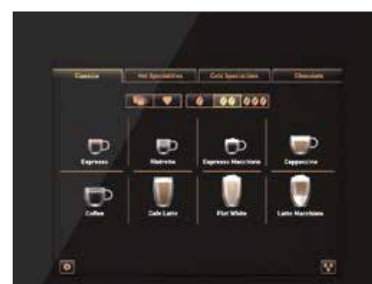 Classics Hot Specialities Cold Specialities Chocolate
Espresso Ristretto Espresso Macchiato Cappuccino
Coffee Cafe Latte Flat White Latte Macchiato